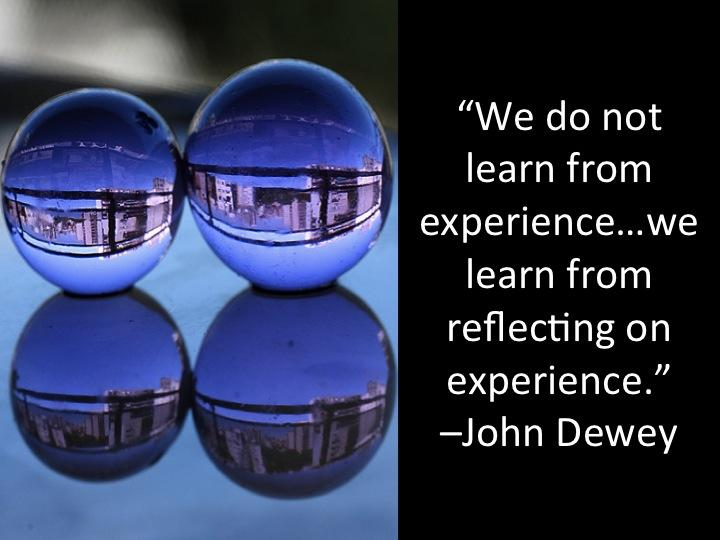 “We do not
learn from
experience…we
learn from
reflecting on
experience.”
–John Dewey